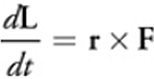 d𝐋/dt = 𝐫 × 𝐅